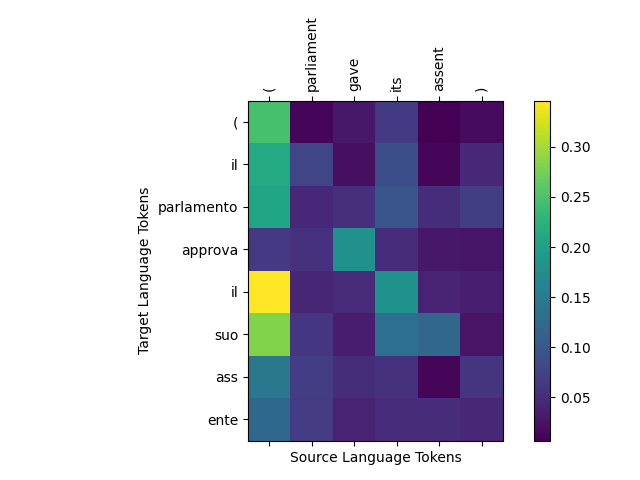 (
parliament
gave
its
assent
)
Target Language Tokens
(
il
parlamento
approva
il
suo
ass
ente
Source Language Tokens
0.30
0.25
0.20
0.15
0.10
0.05